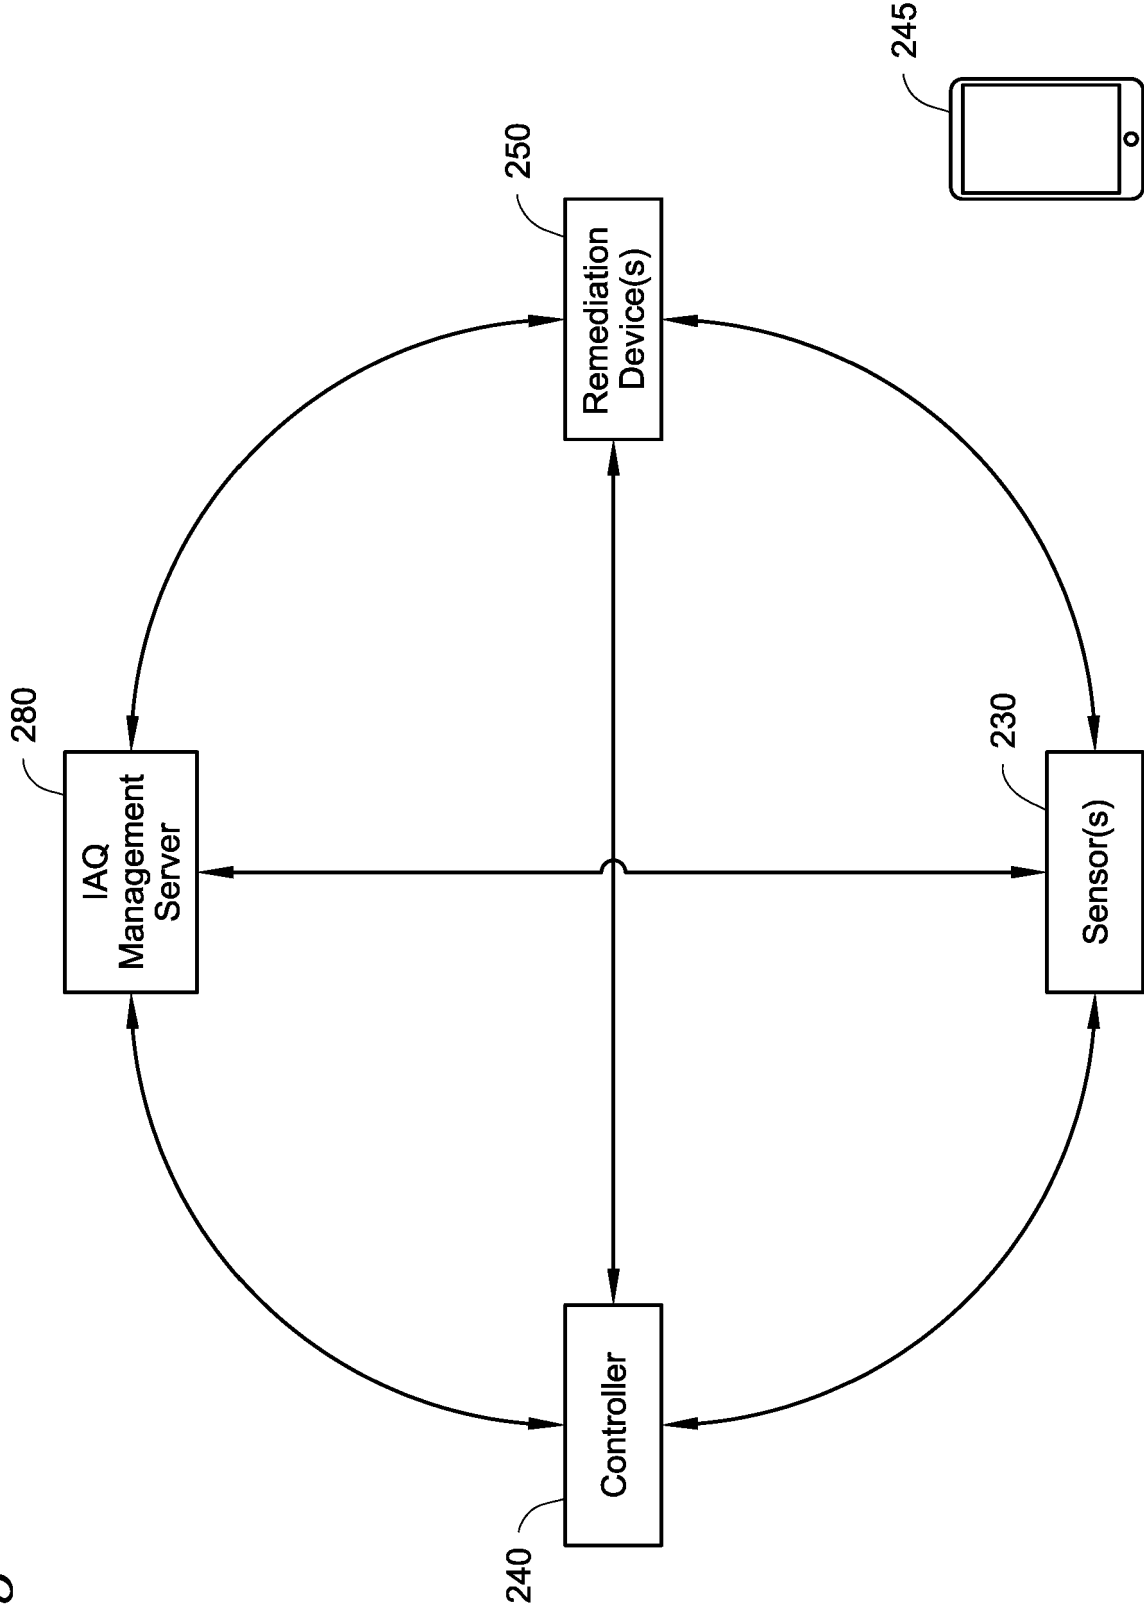 280
IAQ
Management
Server
250
Remediation
Device(s)
245
240
Controller
230
Sensor(s)